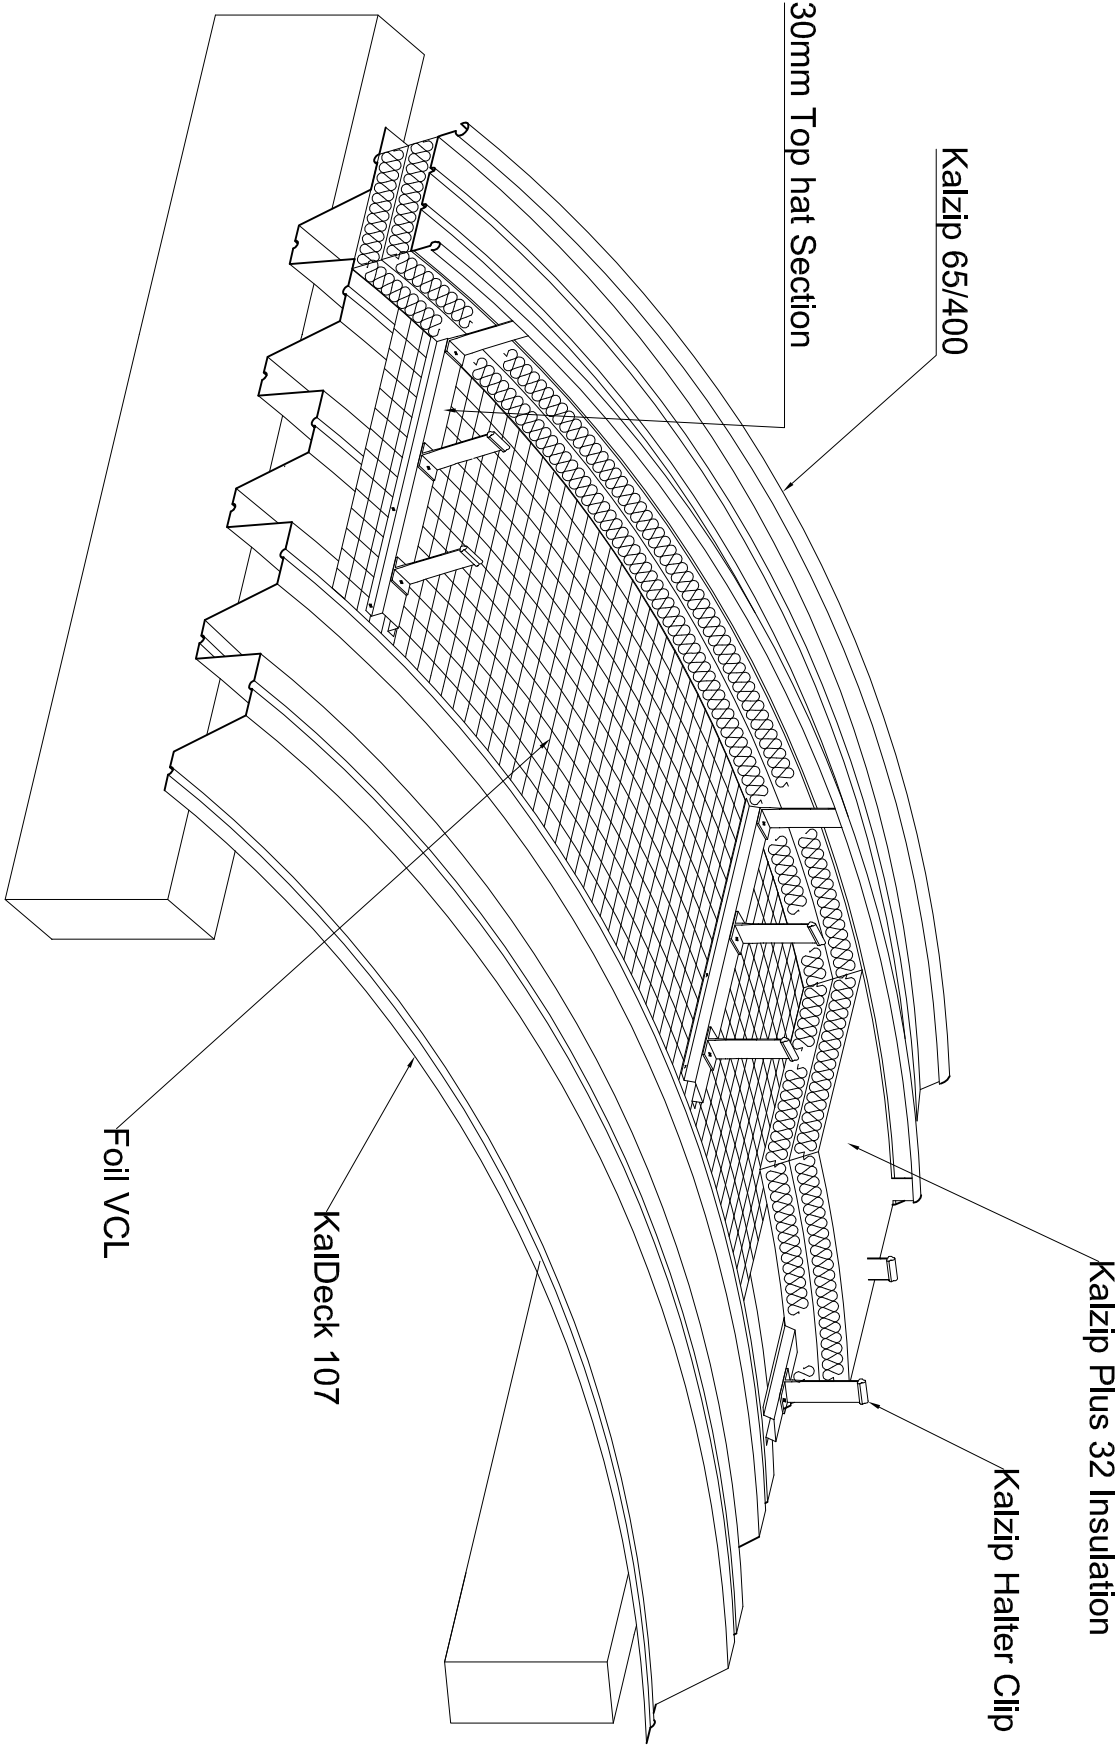 Kalzip Plus 32 Insulation
Kalzip Halter Clip
Kalzip 65/400
30mm Top hat Section
KalDeck 107
Foil VCL